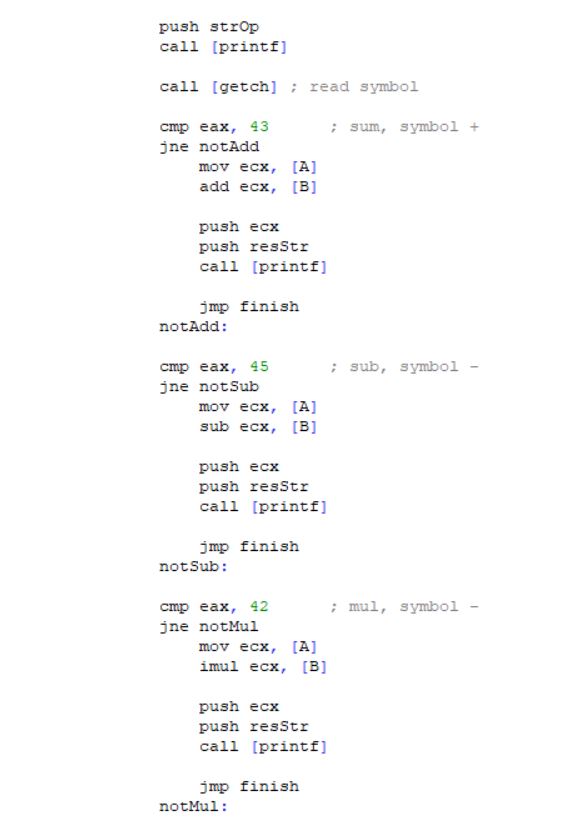 push strOp
call [printf]
call [getch] ; read symbol
cmp eax, 43 ; sum, symbol +
jne notAdd
mov ecx, [A]
add ecx, [B]
push ecx
push resStr
call [printf]
jmp finish
notAdd:
cmp eax, 45 ; sub, symbol -
jne notSub
mov ecx, [A]
sub ecx, [B]
push ecx
push resStr
call [printf]
jmp finish
notSub:
cmp eax, 42 ; mul, symbol -
jne notMul
mov ecx, [A]
imul ecx, [B]
push ecx
push resStr
call [printf]
jmp finish
notMul: